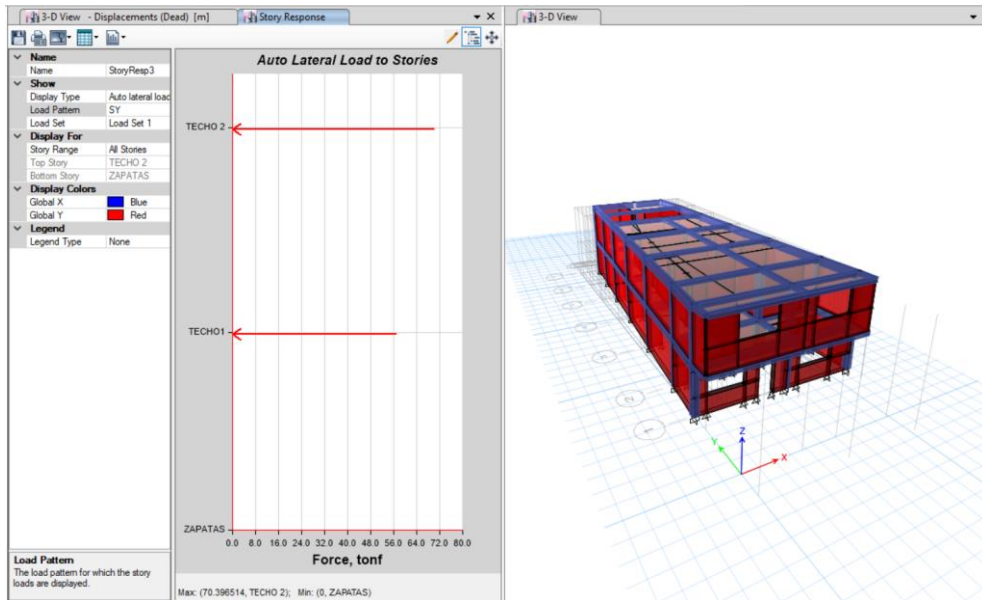 3-D View - Displacements (Dead) [m]
Story Response
3-D View
Name
Name StoryResp3
Show
Display Type Auto lateral load
Load Pattern SY
Load Set Load Set 1
Display For
Story Range All Stories
Top Story TECHO 2
Bottom Story ZAPATAS
Display Colors
Global X Blue
Global Y Red
Legend
Legend Type None
Load Pattern
The load pattern for which the story
loads are displayed.
Auto Lateral Load to Stories
TECHO 2
TECHO1
ZAPATAS
0.0 8.0 16.0 24.0 32.0 40.0 48.0 56.0 64.0 72.0 80.0
Force, tonf
Max: (70.396514, TECHO 2); Min: (0, ZAPATAS)
Z
Y
X
3
2
1